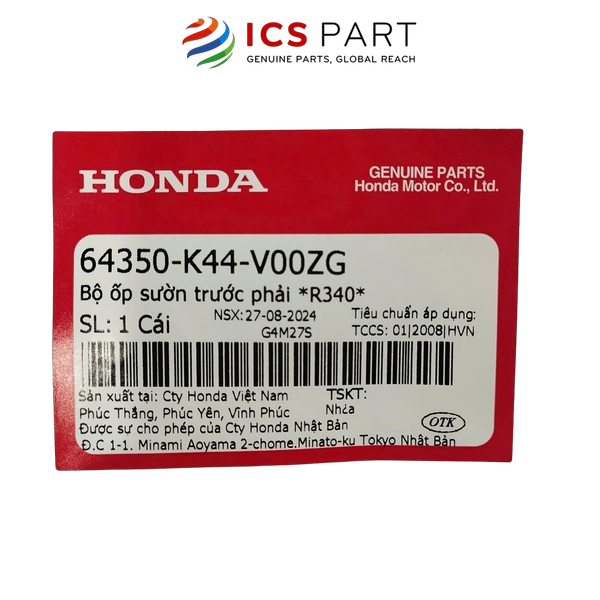 ICS PART
GENUINE PARTS, GLOBAL REACH
HONDA
GENUINE PARTS
Honda Motor Co., Ltd.
64350-K44-V00ZG
Bộ ốp sườn trước phải *R340*
SL: 1 Cái
NSX:27-08-2024
G4M27S
Tiêu chuẩn áp dụng:
TCCS: 01|2008|HVN
Sản xuất tại: Cty Honda Việt Nam
Phúc Thắng, Phúc Yên, Vĩnh Phúc
Được sự cho phép của Cty Honda Nhật Bản
Đ.C 1-1. Minami Aoyama 2-chome.Minato-ku Tokyo Nhật Bản
TSKT:
Nhựa
OTK